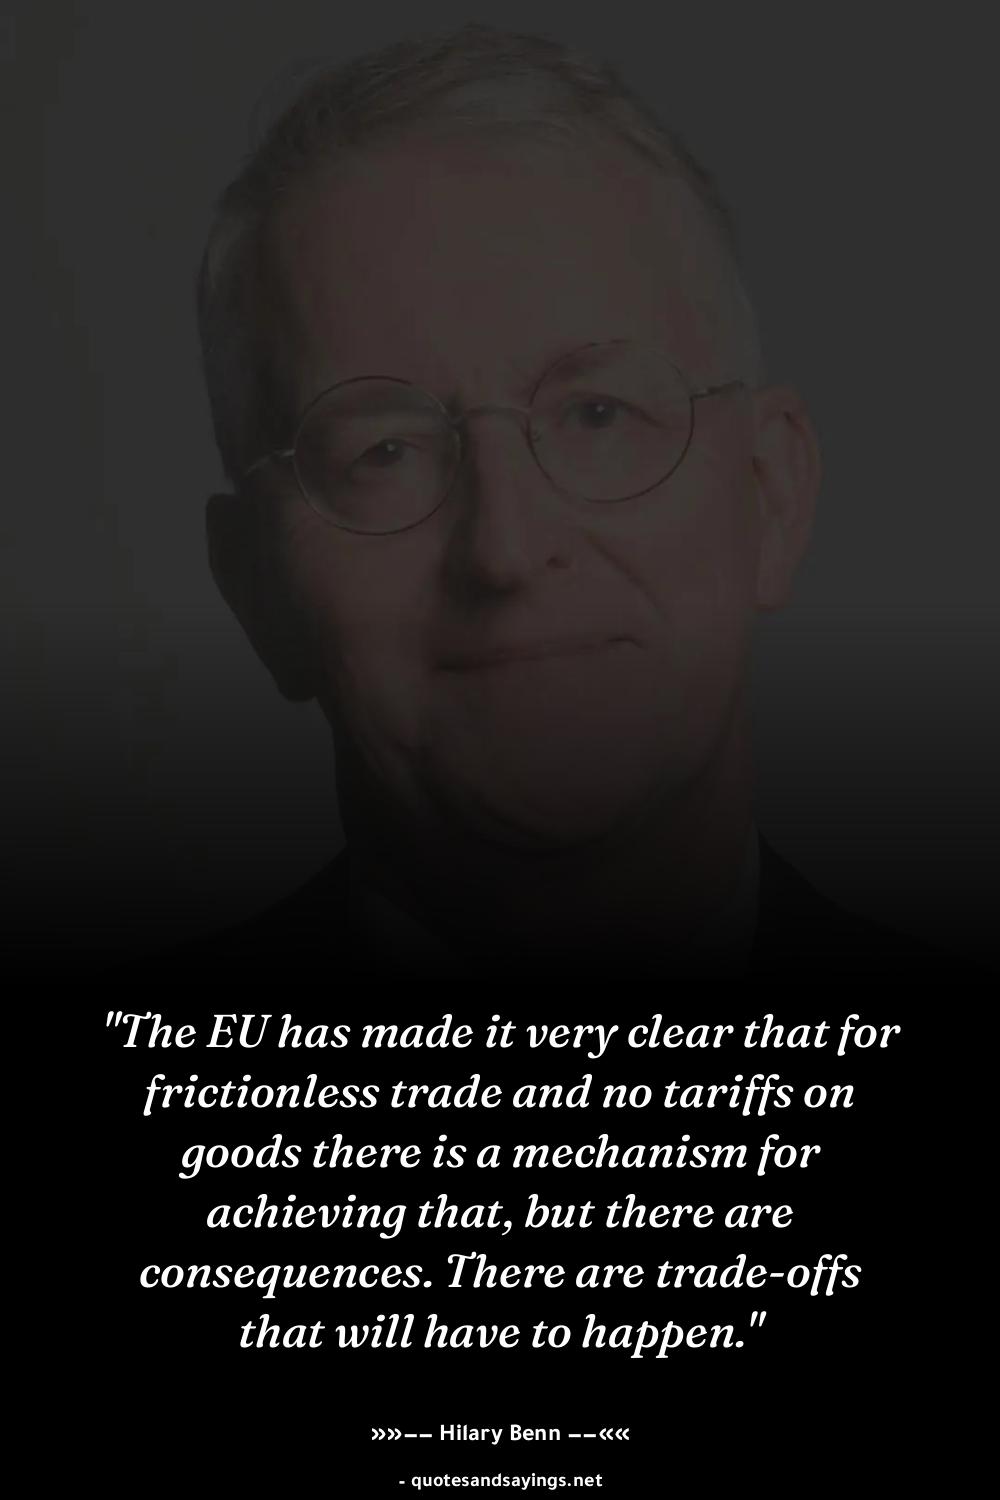 "The EU has made it very clear that for
frictionless trade and no tariffs on
goods there is a mechanism for
achieving that, but there are
consequences. There are trade-offs
that will have to happen."
»»–– Hilary Benn ––««
- quotesandsayings.net